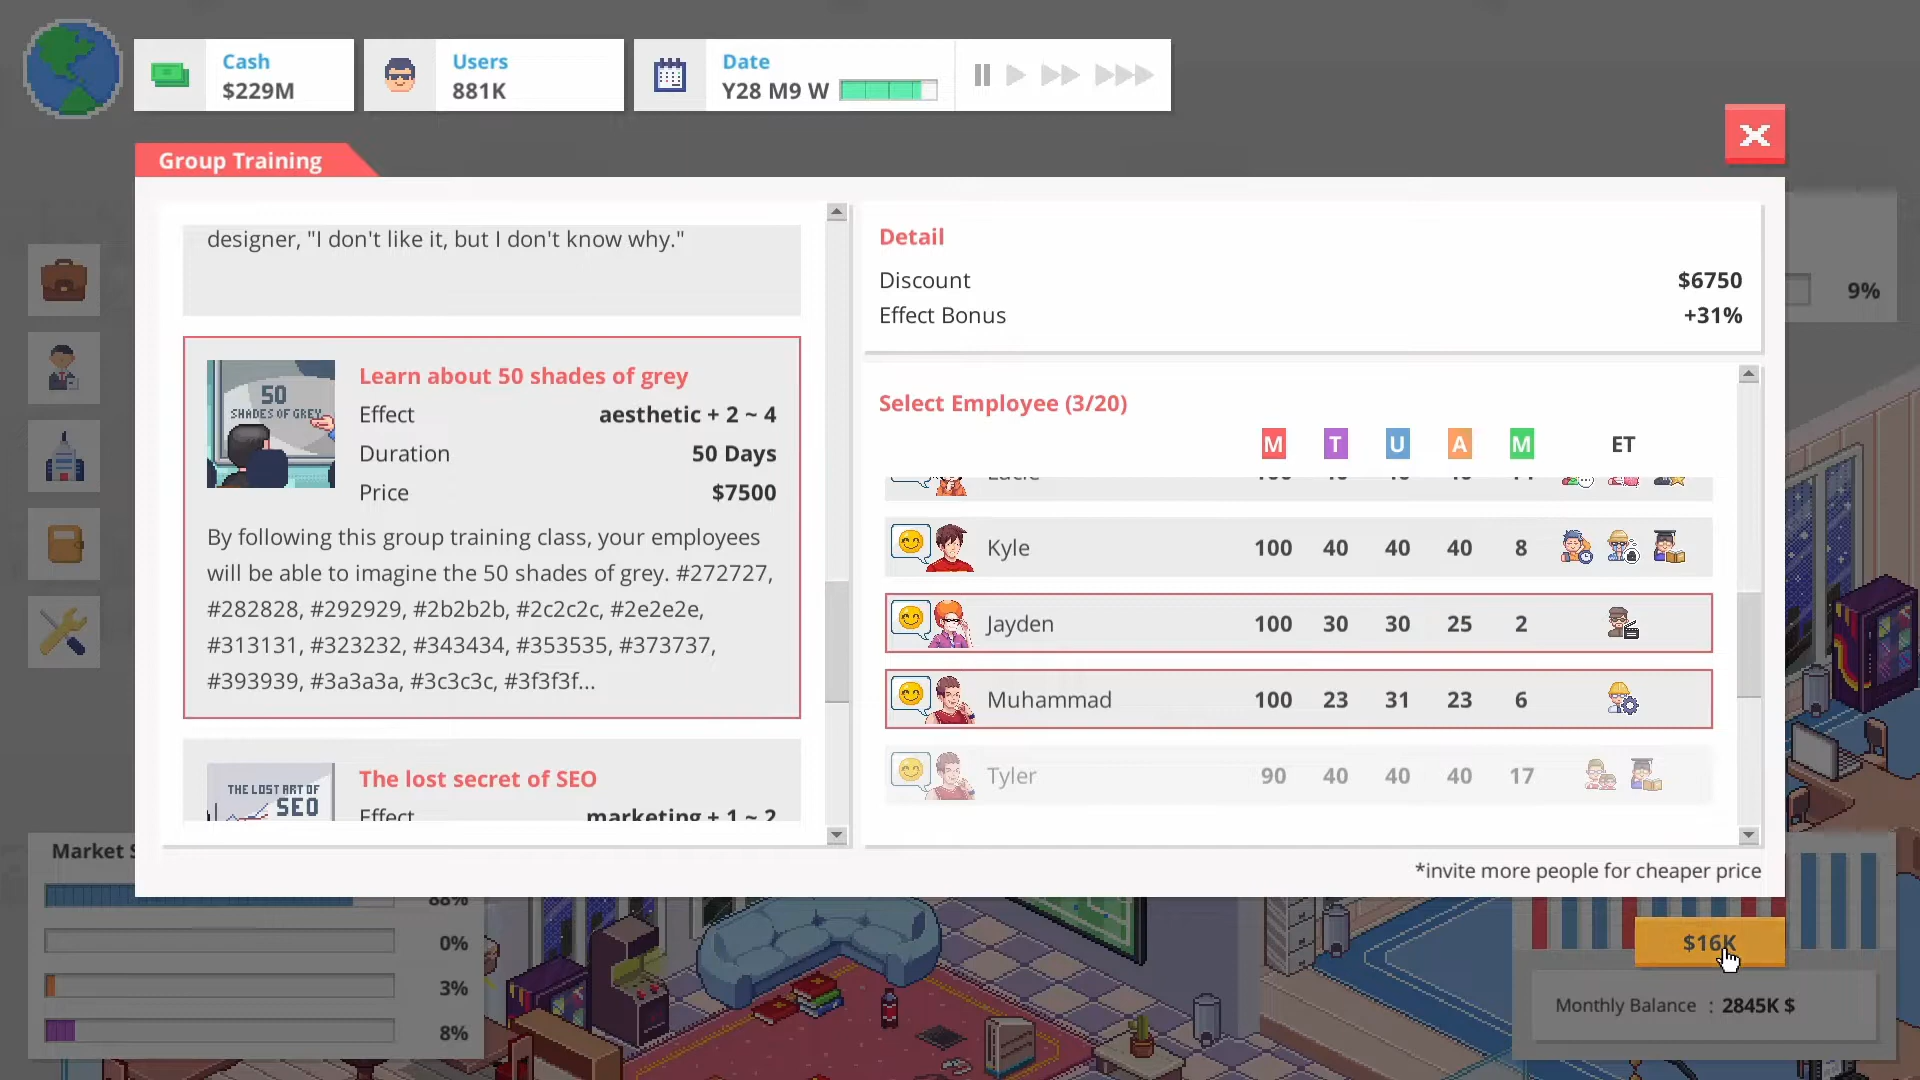 Cash
$229M
Users
881K
Date
Y28 M9 W
Group Training
designer, "I don't like it, but I don't know why."
50
SHADES OF GREY
Learn about 50 shades of grey
Effect aesthetic + 2 ~ 4
Duration 50 Days
Price $7500
By following this group training class, your employees
will be able to imagine the 50 shades of grey. #272727,
#282828, #292929, #2b2b2b, #2c2c2c, #2e2e2e,
#313131, #323232, #343434, #353535, #373737,
#393939, #3a3a3a, #3c3c3c, #3f3f3f...
THE LOST ART OF
SEO
The lost secret of SEO
Effect marketing + 1 ~ 2
Detail
Discount $6750
Effect Bonus +31%
9%
Select Employee (3/20)
M T U A M ET
Kyle 100 40 40 40 8
Jayden 100 30 30 25 2
Muhammad 100 23 31 23 6
Tyler 90 40 40 40 17
*invite more people for cheaper price
$16K
Market
88%
0%
3%
8%
Monthly Balance : 2845K $